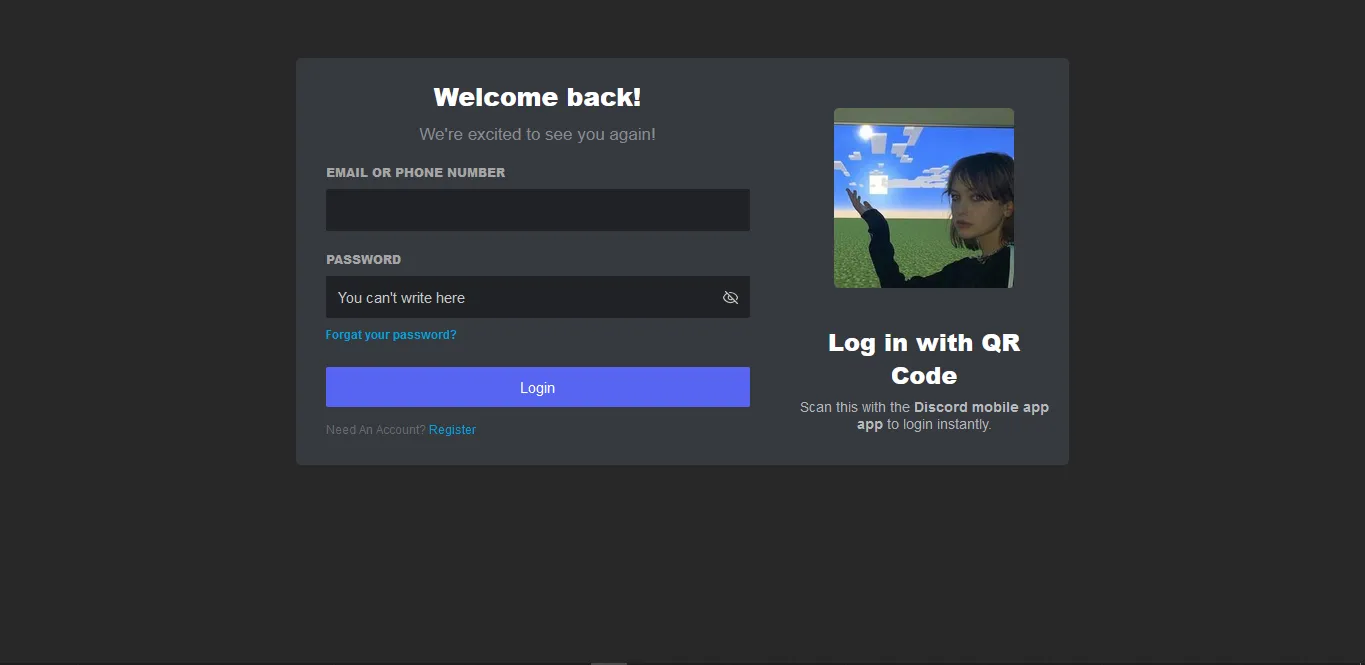 Welcome back!
We're excited to see you again!
EMAIL OR PHONE NUMBER
PASSWORD
You can't write here
Forgat your password?
Login
Need An Account? Register
Log in with QR
Code
Scan this with the Discord mobile app
app to login instantly.